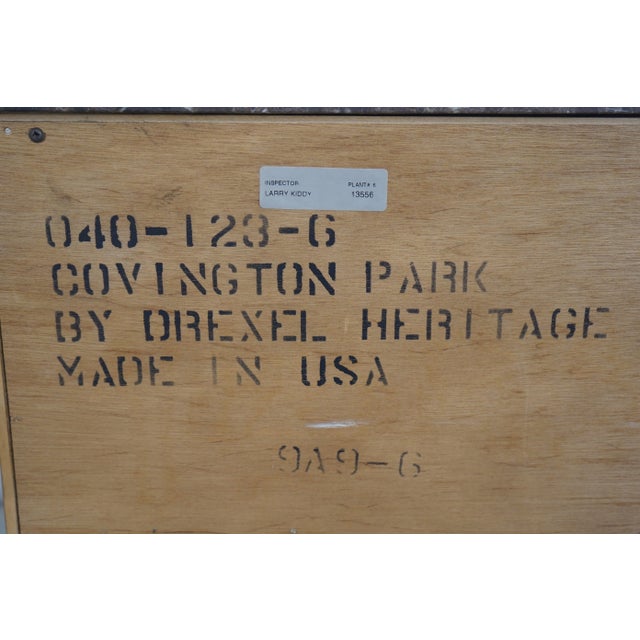 INSPECTOR PLANT# 6
LARRY KIDDY 13556
040-123-6
COVINGTON PARK
BY DREXEL HERITAGE
MADE IN USA
9A9-6